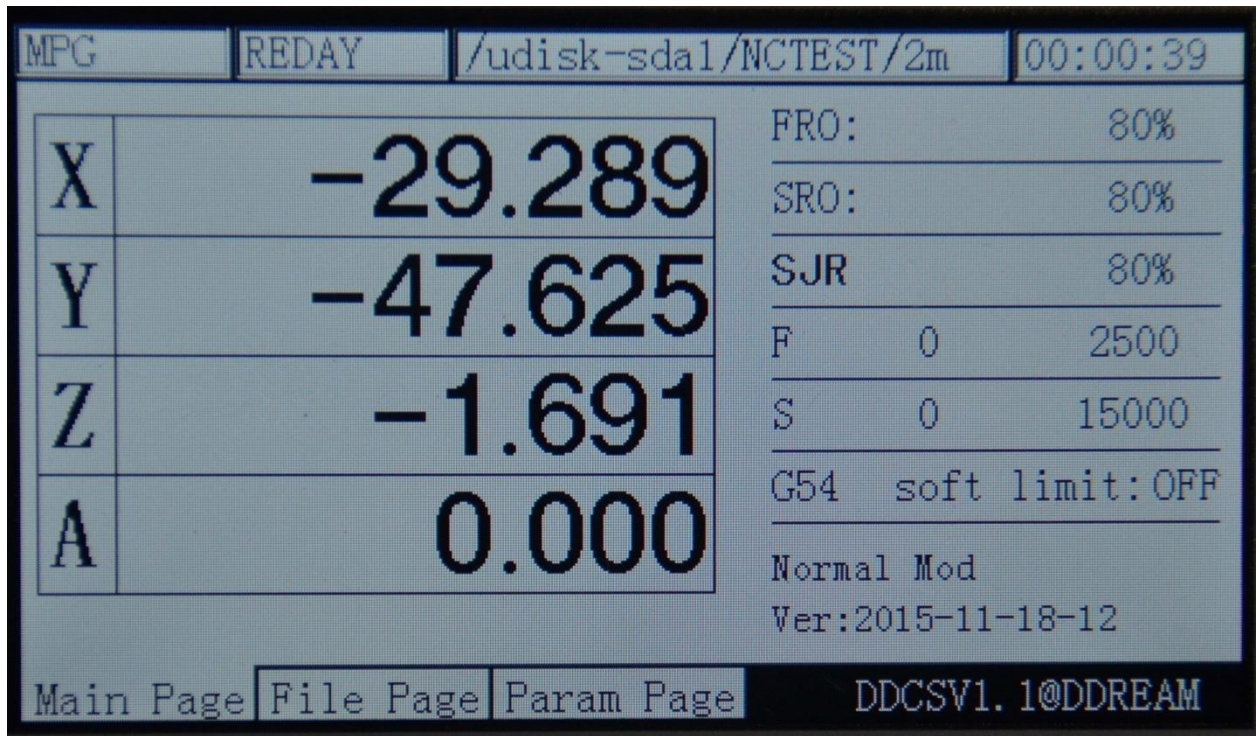 MPG REDAY /udisk-sda1/NCTEST/2m 00:00:39
X -29.289
Y -47.625
Z -1.691
A 0.000
FRO: 80%
SRO: 80%
SJR 80%
F 0 2500
S 0 15000
G54 soft limit:OFF
Normal Mod
Ver:2015-11-18-12
Main Page File Page Param Page DDCSV1.1@DDREAM